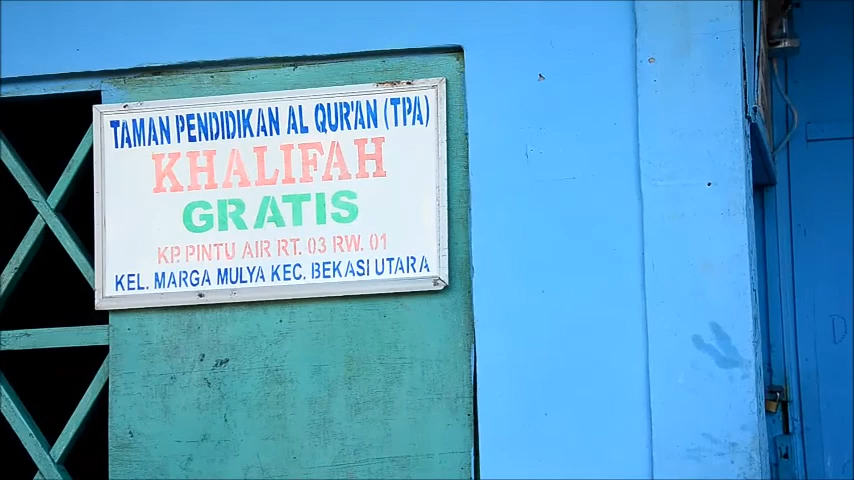 TAMAN PENDIDIKAN AL QUR'AN (TPA)
KHALIFAH
GRATIS
KP. PINTU AIR RT. 03 RW. 01
KEL. MARGA MULYA KEC. BEKASI UTARA